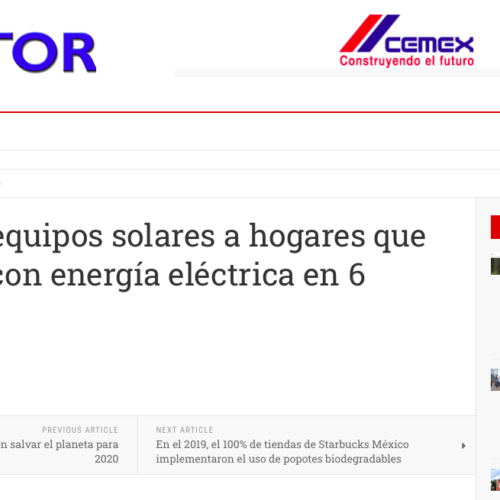 TOR
CEMEX
Construyendo el futuro
equipos solares a hogares que
con energía eléctrica en 6
PREVIOUS ARTICLE
n salvar el planeta para
2020
NEXT ARTICLE
En el 2019, el 100% de tiendas de Starbucks México
implementaron el uso de popotes biodegradables